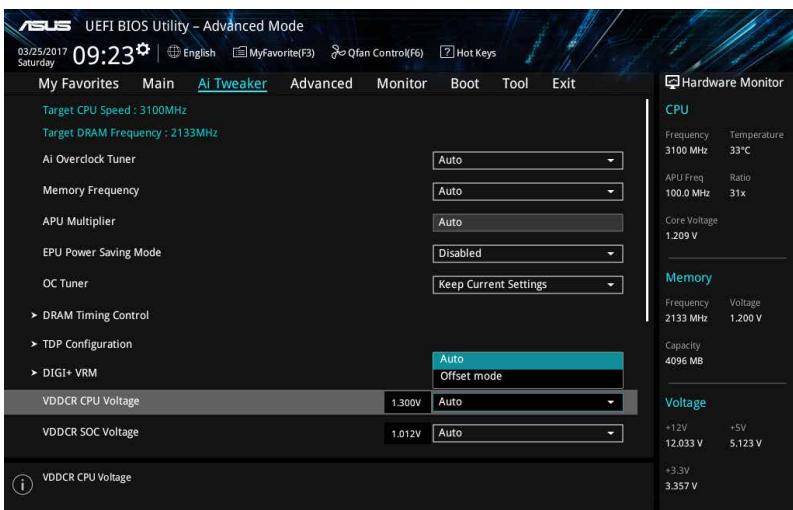 ASUS UEFI BIOS Utility – Advanced Mode
03/25/2017 Saturday 09:23 English MyFavorite(F3) Qfan Control(F6) ? Hot Keys
My Favorites Main Ai Tweaker Advanced Monitor Boot Tool Exit
Target CPU Speed : 3100MHz
Target DRAM Frequency : 2133MHz
Ai Overclock Tuner Auto
Memory Frequency Auto
APU Multiplier Auto
EPU Power Saving Mode Disabled
OC Tuner Keep Current Settings
> DRAM Timing Control
> TDP Configuration
> DIGI+ VRM
Auto
Offset mode
VDDCR CPU Voltage 1.300V Auto
VDDCR SOC Voltage 1.012V Auto
VDDCR CPU Voltage
Hardware Monitor
CPU
Frequency Temperature
3100 MHz 33°C
APU Freq Ratio
100.0 MHz 31x
Core Voltage
1.209 V
Memory
Frequency Voltage
2133 MHz 1.200 V
Capacity
4096 MB
Voltage
+12V +5V
12.033 V 5.123 V
+3.3V
3.357 V